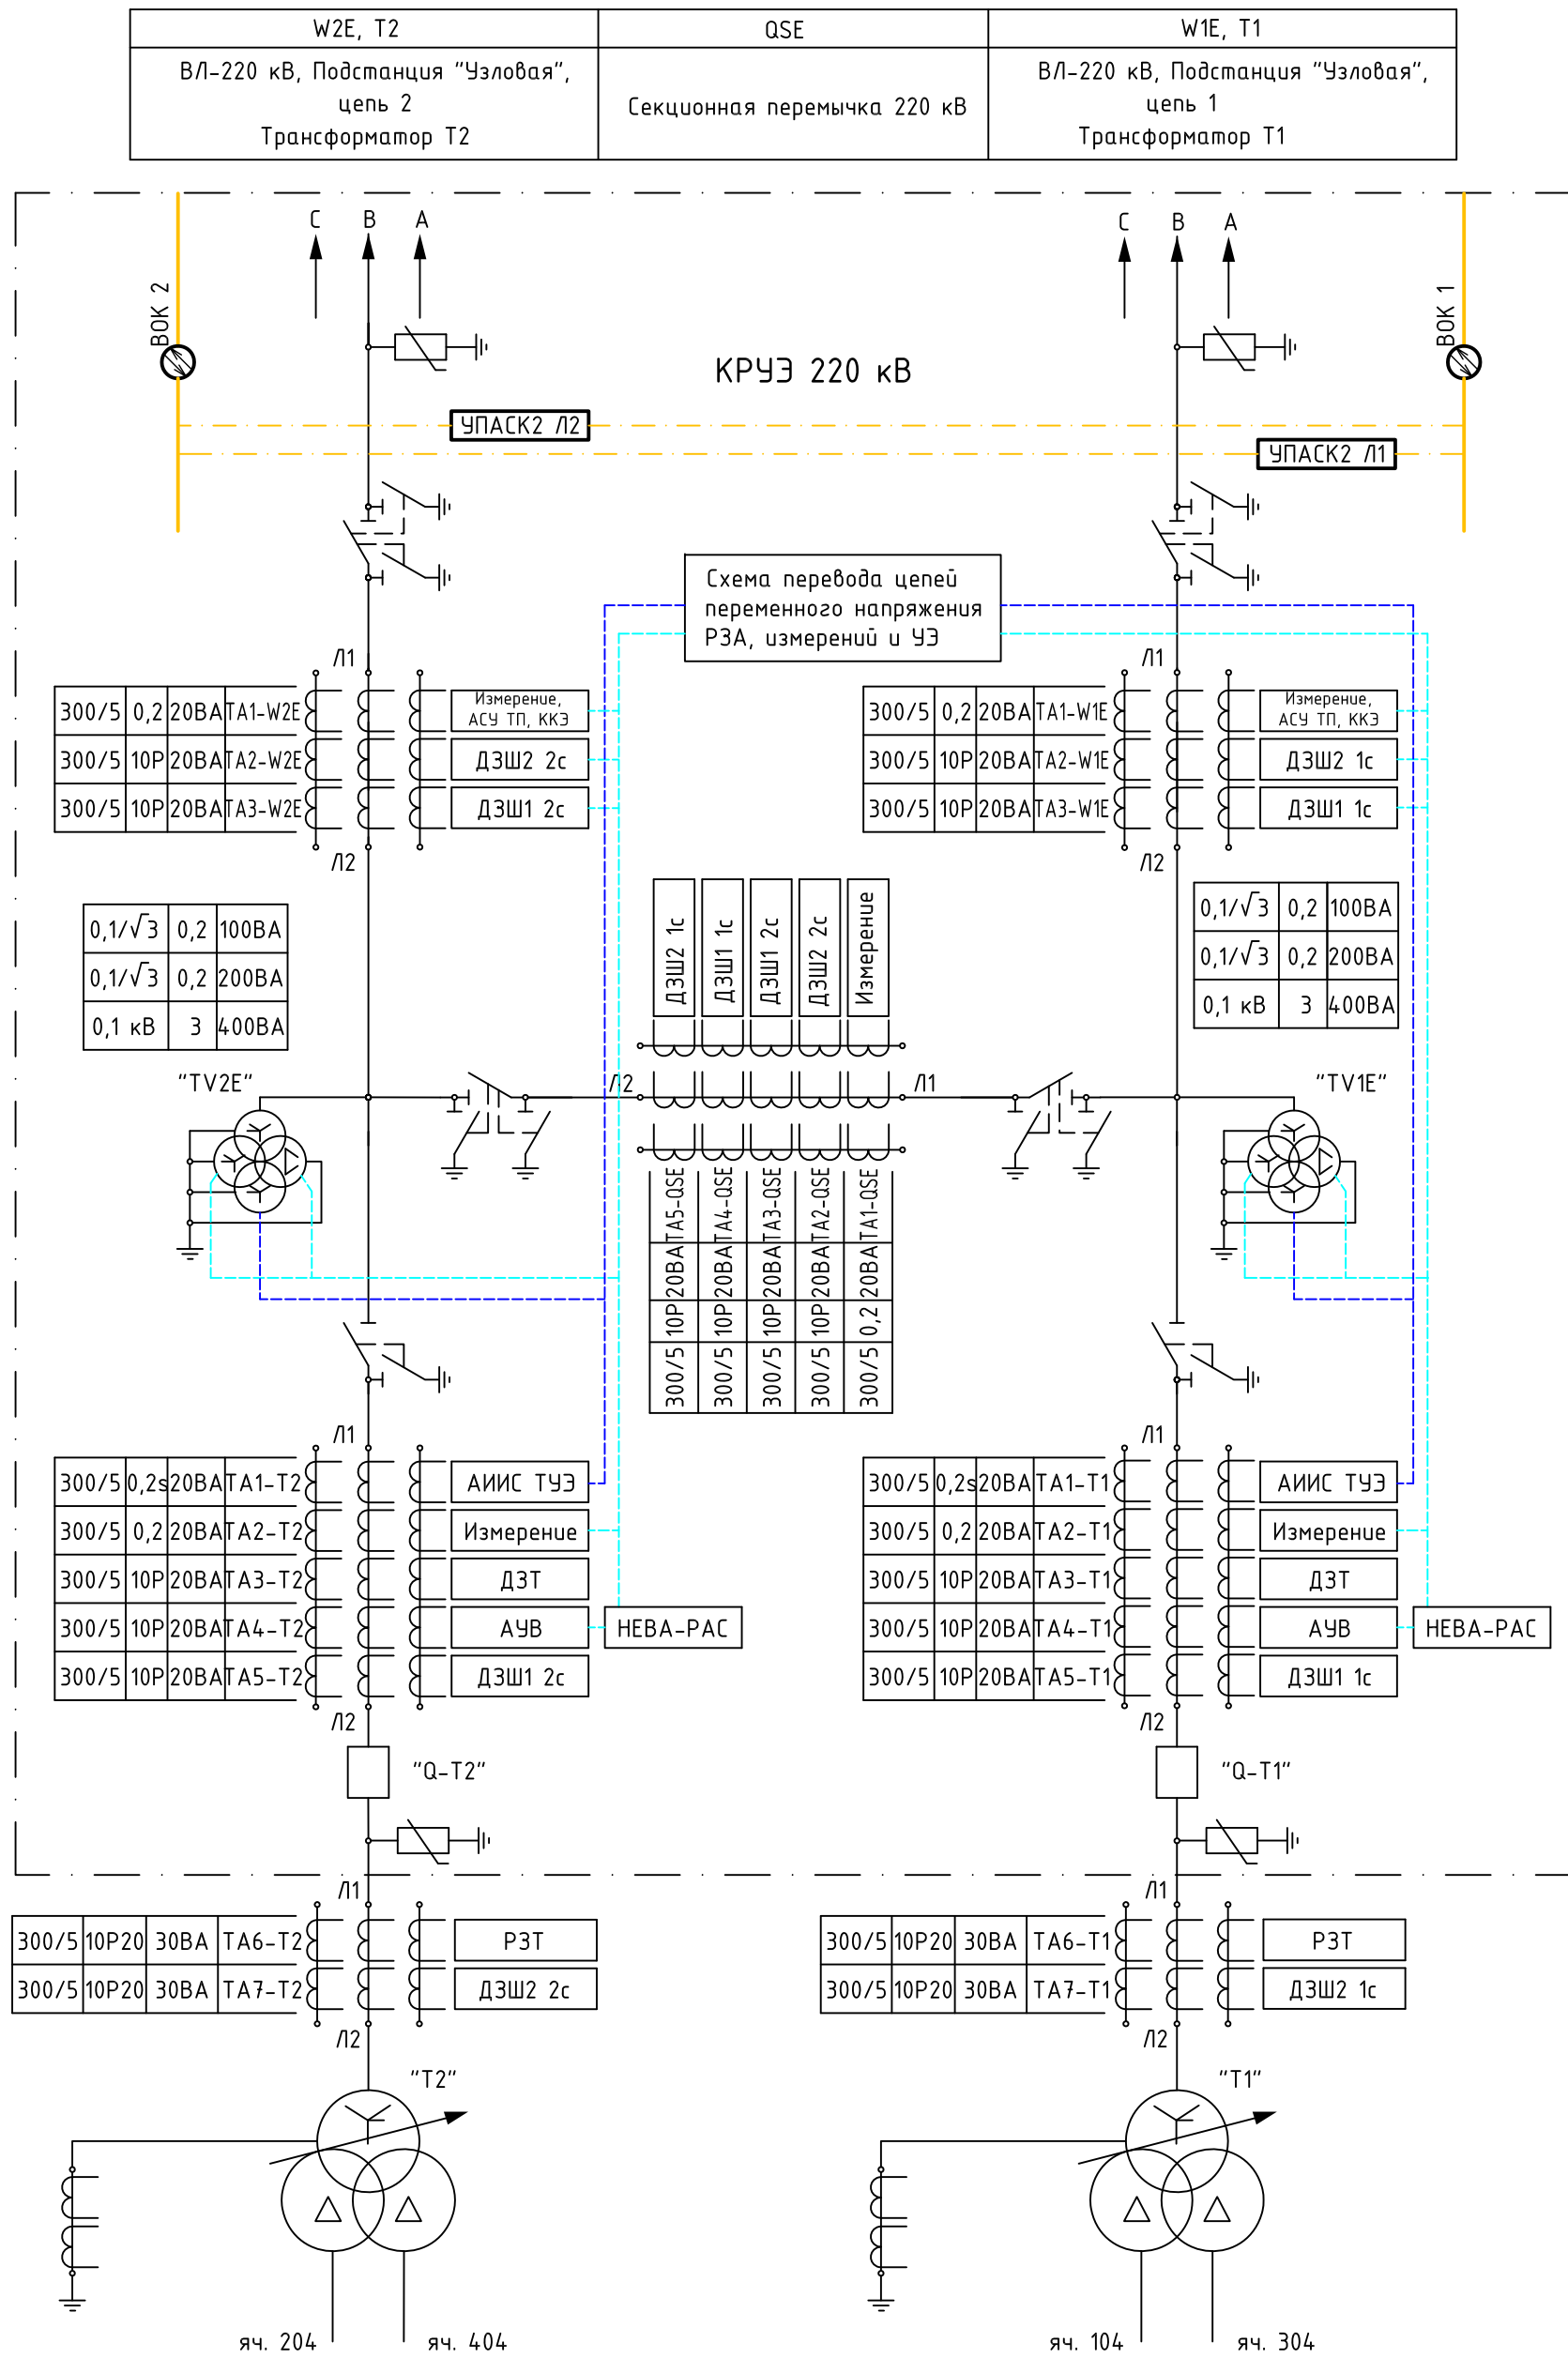 W2E, T2
QSE
W1E, T1
ВЛ-220 кВ, Подстанция "Узловая",
цепь 2
Трансформатор Т2
Секционная перемычка 220 кВ
ВЛ-220 кВ, Подстанция "Узловая",
цепь 1
Трансформатор Т1
C B A
C B A
ВОК 2
ВОК 1
КРУЭ 220 кВ
УПАСК2 Л2
УПАСК2 Л1
Схема перевода цепей
переменного напряжения
РЗА, измерений и УЭ
Л1
300/5 0,2 20ВА ТА1-W2E
Измерение,
АСУ ТП, ККЭ
300/5 10Р 20ВА ТА2-W2E ДЗШ2 2с
300/5 10Р 20ВА ТА3-W2E ДЗШ1 2с
Л2
Л1
300/5 0,2 20ВА ТА1-W1E
Измерение,
АСУ ТП, ККЭ
300/5 10Р 20ВА ТА2-W1E ДЗШ2 1с
300/5 10Р 20ВА ТА3-W1E ДЗШ1 1с
Л2
0,1/√3 0,2 100ВА
0,1/√3 0,2 200ВА
0,1 кВ 3 400ВА
"TV2E"
ДЗШ2 1с
ДЗШ1 1с
ДЗШ1 2с
ДЗШ2 2с
Измерение
Л2
Л1
300/5 10Р 20ВА ТА5-QSE
300/5 10Р 20ВА ТА4-QSE
300/5 10Р 20ВА ТА3-QSE
300/5 10Р 20ВА ТА2-QSE
300/5 0,2 20ВА ТА1-QSE
0,1/√3 0,2 100ВА
0,1/√3 0,2 200ВА
0,1 кВ 3 400ВА
"TV1E"
Л1
300/5 0,2s 20ВА ТА1-Т2 АИИС ТУЭ
300/5 0,2 20ВА ТА2-Т2 Измерение
300/5 10Р 20ВА ТА3-Т2 ДЗТ
300/5 10Р 20ВА ТА4-Т2 АУВ НЕВА-РАС
300/5 10Р 20ВА ТА5-Т2 ДЗШ1 2с
Л2
"Q-T2"
Л1
300/5 0,2s 20ВА ТА1-Т1 АИИС ТУЭ
300/5 0,2 20ВА ТА2-Т1 Измерение
300/5 10Р 20ВА ТА3-Т1 ДЗТ
300/5 10Р 20ВА ТА4-Т1 АУВ НЕВА-РАС
300/5 10Р 20ВА ТА5-Т1 ДЗШ1 1с
Л2
"Q-T1"
Л1
300/5 10Р20 30ВА ТА6-Т2 РЗТ
300/5 10Р20 30ВА ТА7-Т2 ДЗШ2 2с
Л2
"Т2"
Л1
300/5 10Р20 30ВА ТА6-Т1 РЗТ
300/5 10Р20 30ВА ТА7-Т1 ДЗШ2 1с
Л2
"Т1"
яч. 204
яч. 404
яч. 104
яч. 304